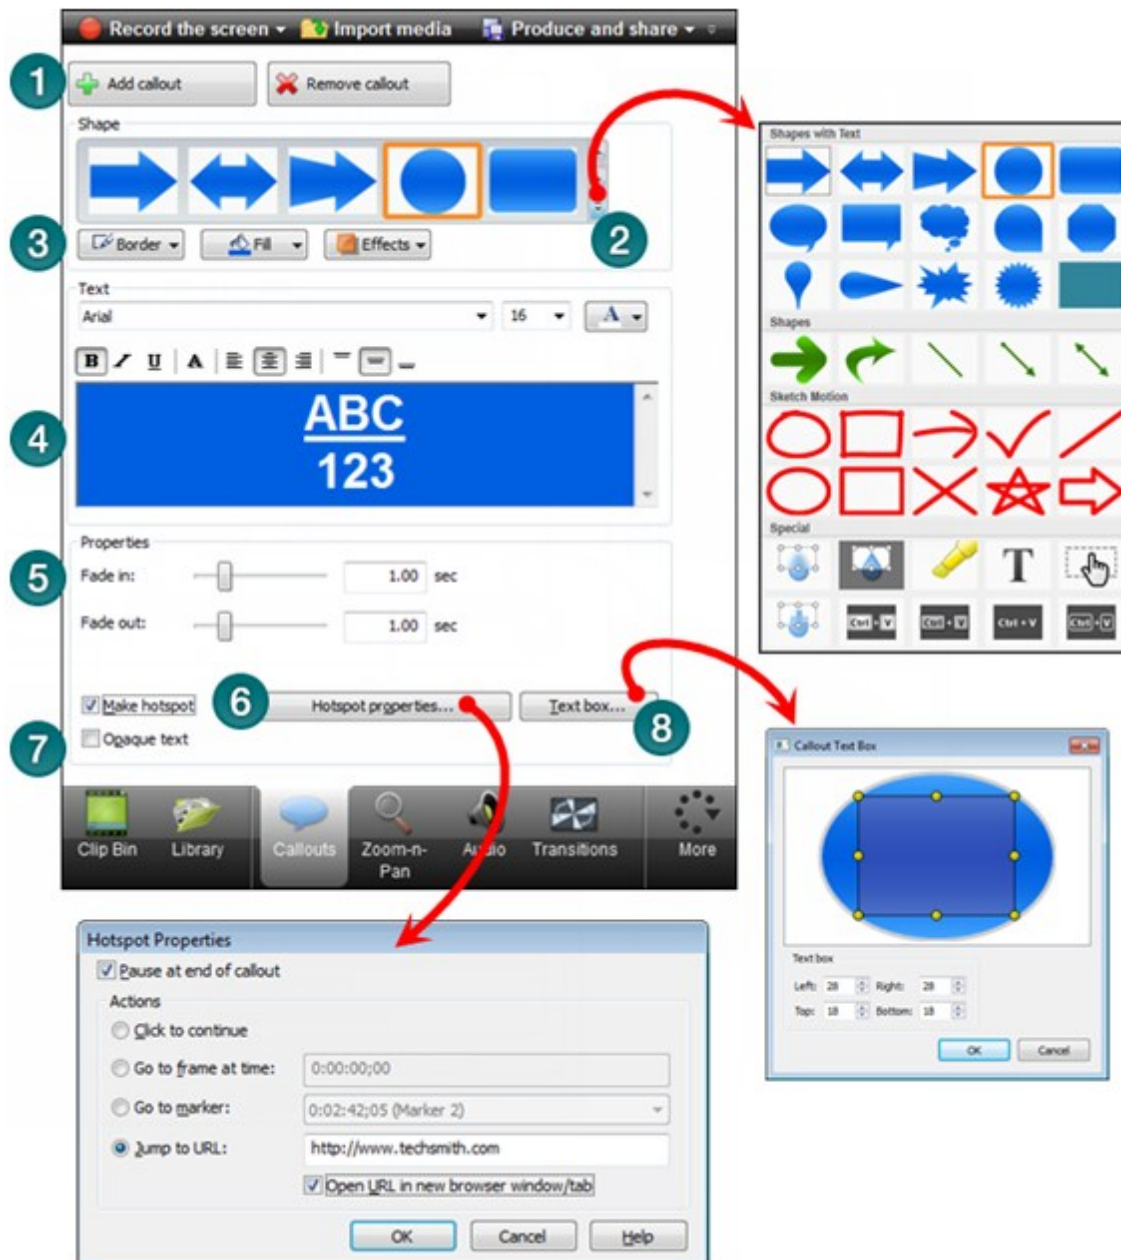 Record the screen Import media Produce and share
1 Add callout Remove callout
Shape
2
3 Border Fill Effects
Text
Arial 16 A
B I U A
4 ABC
123
Properties
5 Fade in: 1.00 sec
Fade out: 1.00 sec
Make hotspot 6 Hotspot properties... Text box... 8
7 Opaque text
Clip Bin Library Callouts Zoom-n-Pan Audio Transitions More
Shapes with Text
Shapes
Sketch Motion
Special
T
Ctrl + V Ctrl + V Ctrl + V Ctrl + V
Callout Text Box
Text box
Left: 28 Right: 28
Top: 18 Bottom: 18
OK Cancel
Hotspot Properties
Pause at end of callout
Actions
Click to continue
Go to frame at time: 0:00:00;00
Go to marker: 0:02:42;05 (Marker 2)
Jump to URL: http://www.techsmith.com
Open URL in new browser window/tab
OK Cancel Help